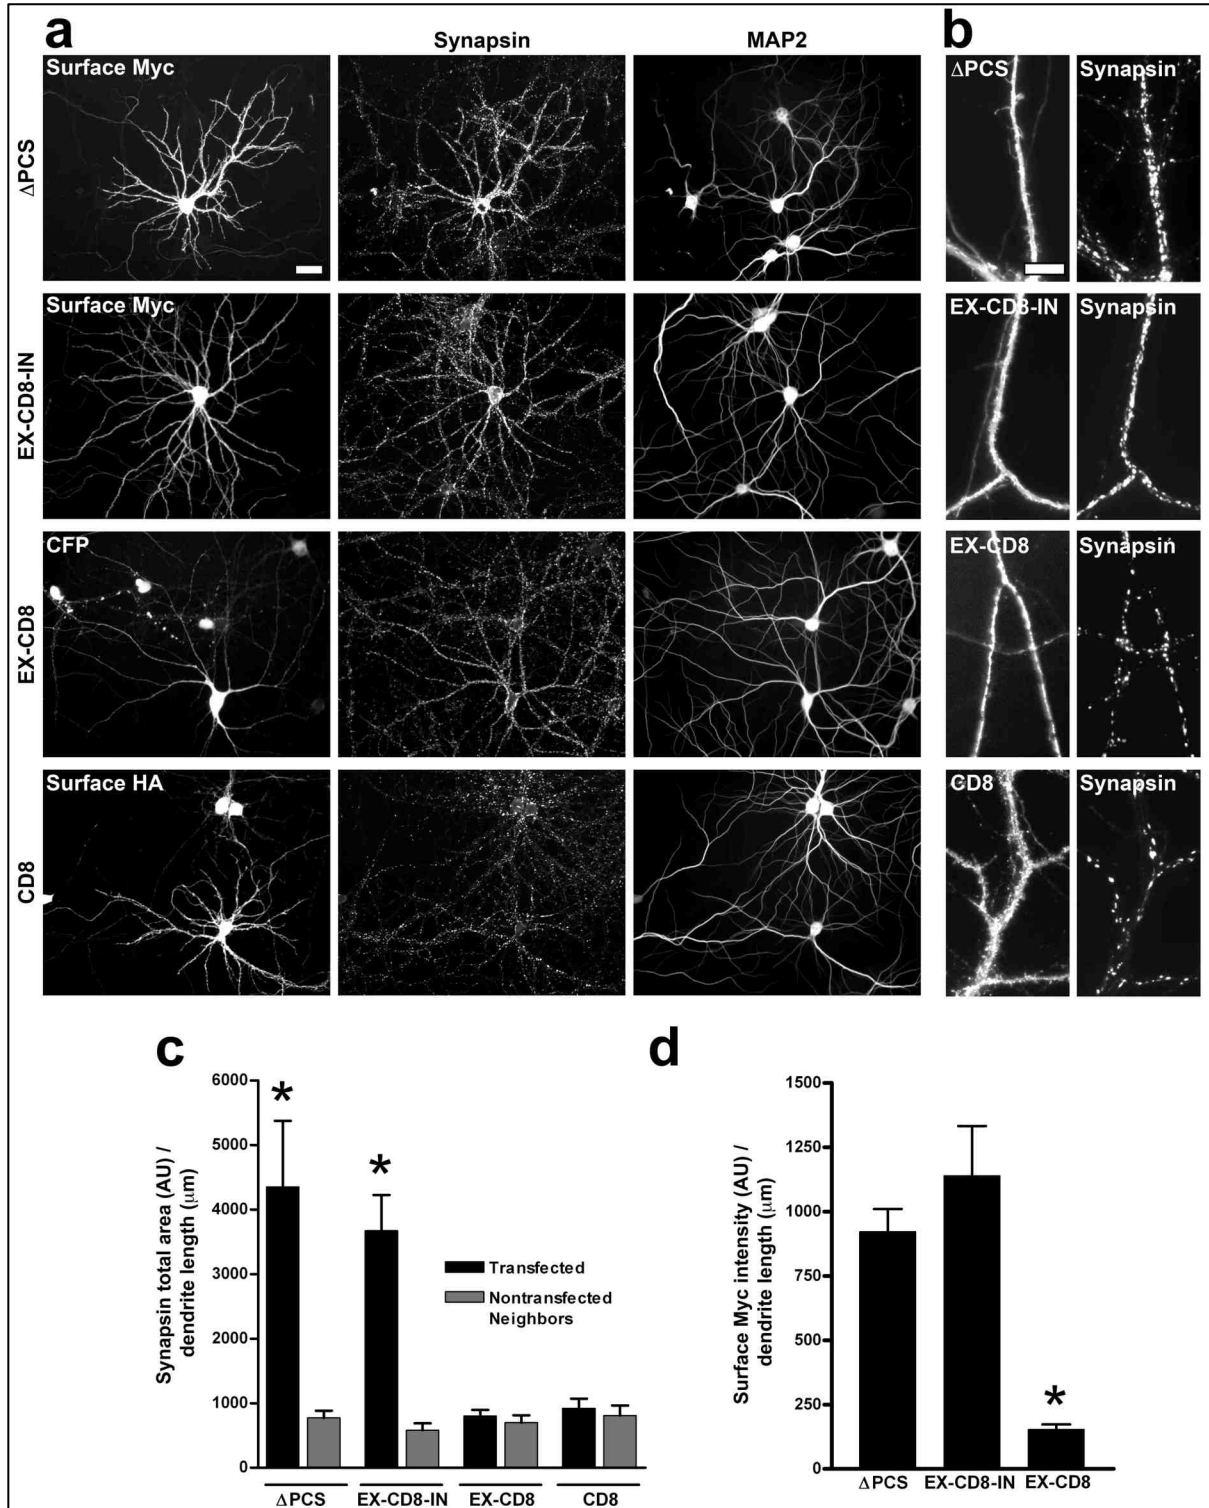 a
b
Synapsin
MAP2
Surface Myc
ΔPCS
Synapsin
ΔPCS
Surface Myc
EX-CD8-IN
Synapsin
EX-CD8-IN
CFP
EX-CD8
Synapsin
EX-CD8
Surface HA
CD8
Synapsin
CD8
c
6000
5000
4000
3000
2000
1000
0
Synapsin total area (AU) /
dendrite length (μm)
*
*
Transfected
Nontransfected
Neighbors
ΔPCS
EX-CD8-IN
EX-CD8
CD8
d
1500
1250
1000
750
500
250
0
Surface Myc intensity (AU) /
dendrite length (μm)
*
ΔPCS
EX-CD8-IN
EX-CD8